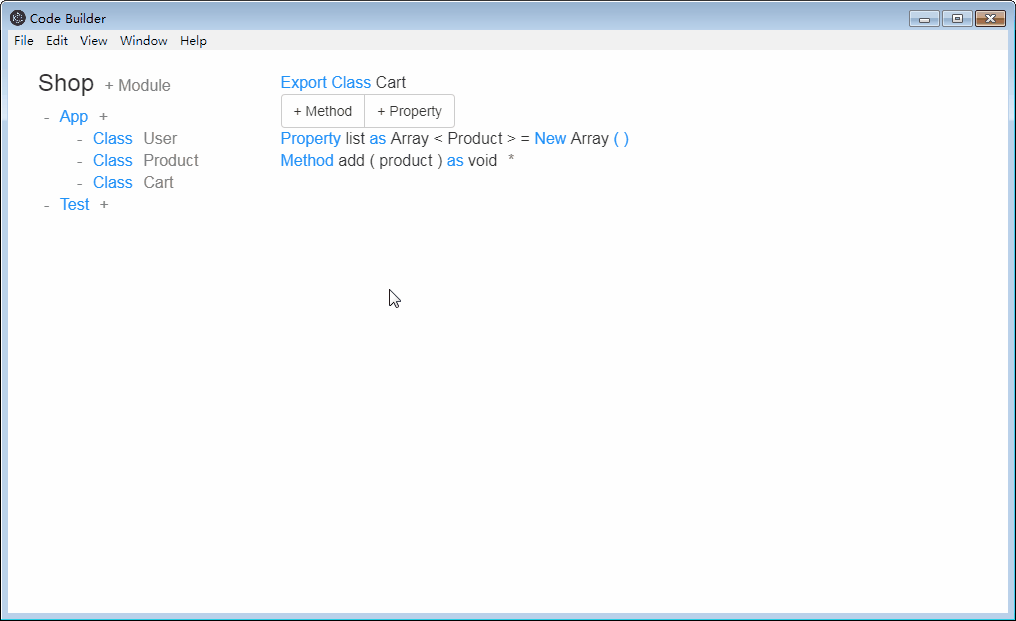 Code Builder
File Edit View Window Help
Shop + Module
- App +
- Class User
- Class Product
- Class Cart
- Test +
Export Class Cart
+ Method + Property
Property list as Array < Product > = New Array ( )
Method add ( product ) as void *